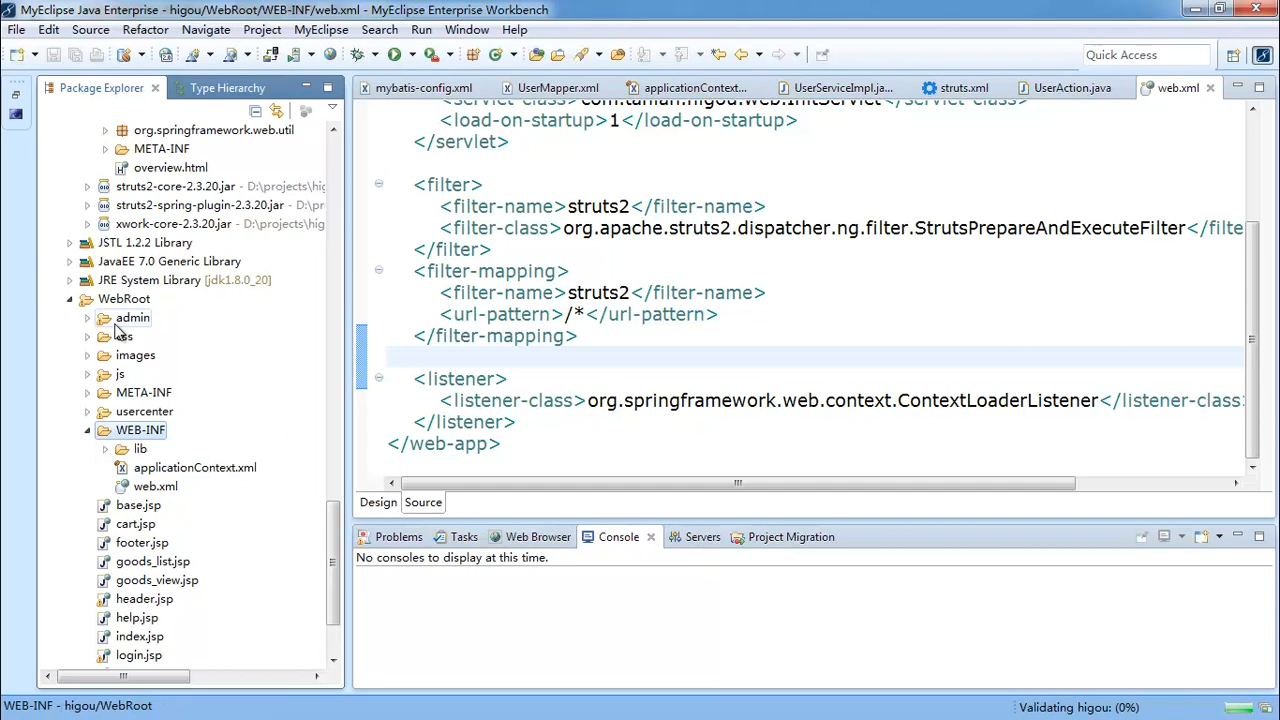 MyEclipse Java Enterprise - higou/WebRoot/WEB-INF/web.xml - MyEclipse Enterprise Workbench
File Edit Source Refactor Navigate Project MyEclipse Search Run Window Help
Quick Access
Package Explorer Type Hierarchy
org.springframework.web.util
META-INF
overview.html
struts2-core-2.3.20.jar - D:\projects\hig
struts2-spring-plugin-2.3.20.jar - D:\pr
xwork-core-2.3.20.jar - D:\projects\higo
JSTL 1.2.2 Library
JavaEE 7.0 Generic Library
JRE System Library [jdk1.8.0_20]
WebRoot
admin
images
js
META-INF
usercenter
WEB-INF
lib
applicationContext.xml
web.xml
base.jsp
cart.jsp
footer.jsp
goods_list.jsp
goods_view.jsp
header.jsp
help.jsp
index.jsp
login.jsp
mybatis-config.xml UserMapper.xml applicationContext... UserServiceImpl.ja... struts.xml UserAction.java web.xml
<load-on-startup>1</load-on-startup>
</servlet>
<filter>
<filter-name>struts2</filter-name>
<filter-class>org.apache.struts2.dispatcher.ng.filter.StrutsPrepareAndExecuteFilter</filte
</filter>
<filter-mapping>
<filter-name>struts2</filter-name>
<url-pattern>/*</url-pattern>
</filter-mapping>
<listener>
<listener-class>org.springframework.web.context.ContextLoaderListener</listener-class>
</listener>
</web-app>
Design Source
Problems Tasks Web Browser Console Servers Project Migration
No consoles to display at this time.
WEB-INF - higou/WebRoot
Validating higou: (0%)